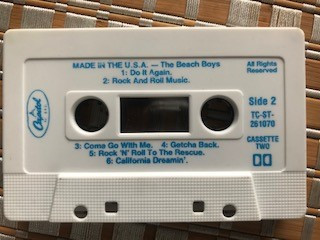 MADE IN THE U.S.A. — The Beach Boys
1: Do It Again.
2: Rock And Roll Music.
All Rights
Reserved
Capitol
Side 2
TC-ST-
261070
CASSETTE
TWO
3: Come Go With Me. 4: Getcha Back.
5: Rock 'N' Roll To The Rescue.
6: California Dreamin'.